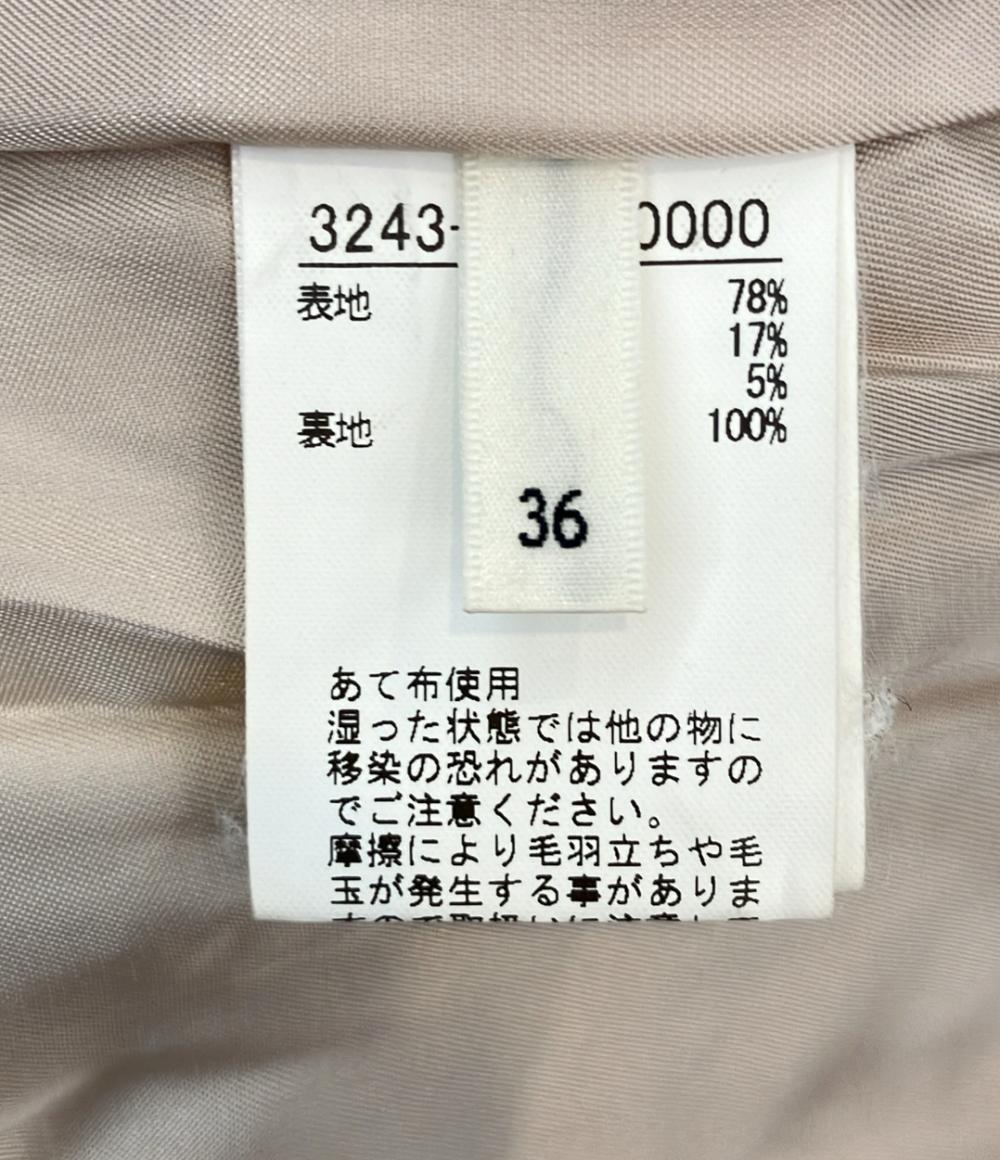 3243-
0000
表地
78%
17%
5%
裏地
100%
36
あて布使用
湿った状態では他の物に
移染の恐れがありますの
でご注意ください。
摩擦により毛羽立ちや毛
玉が発生する事がありま